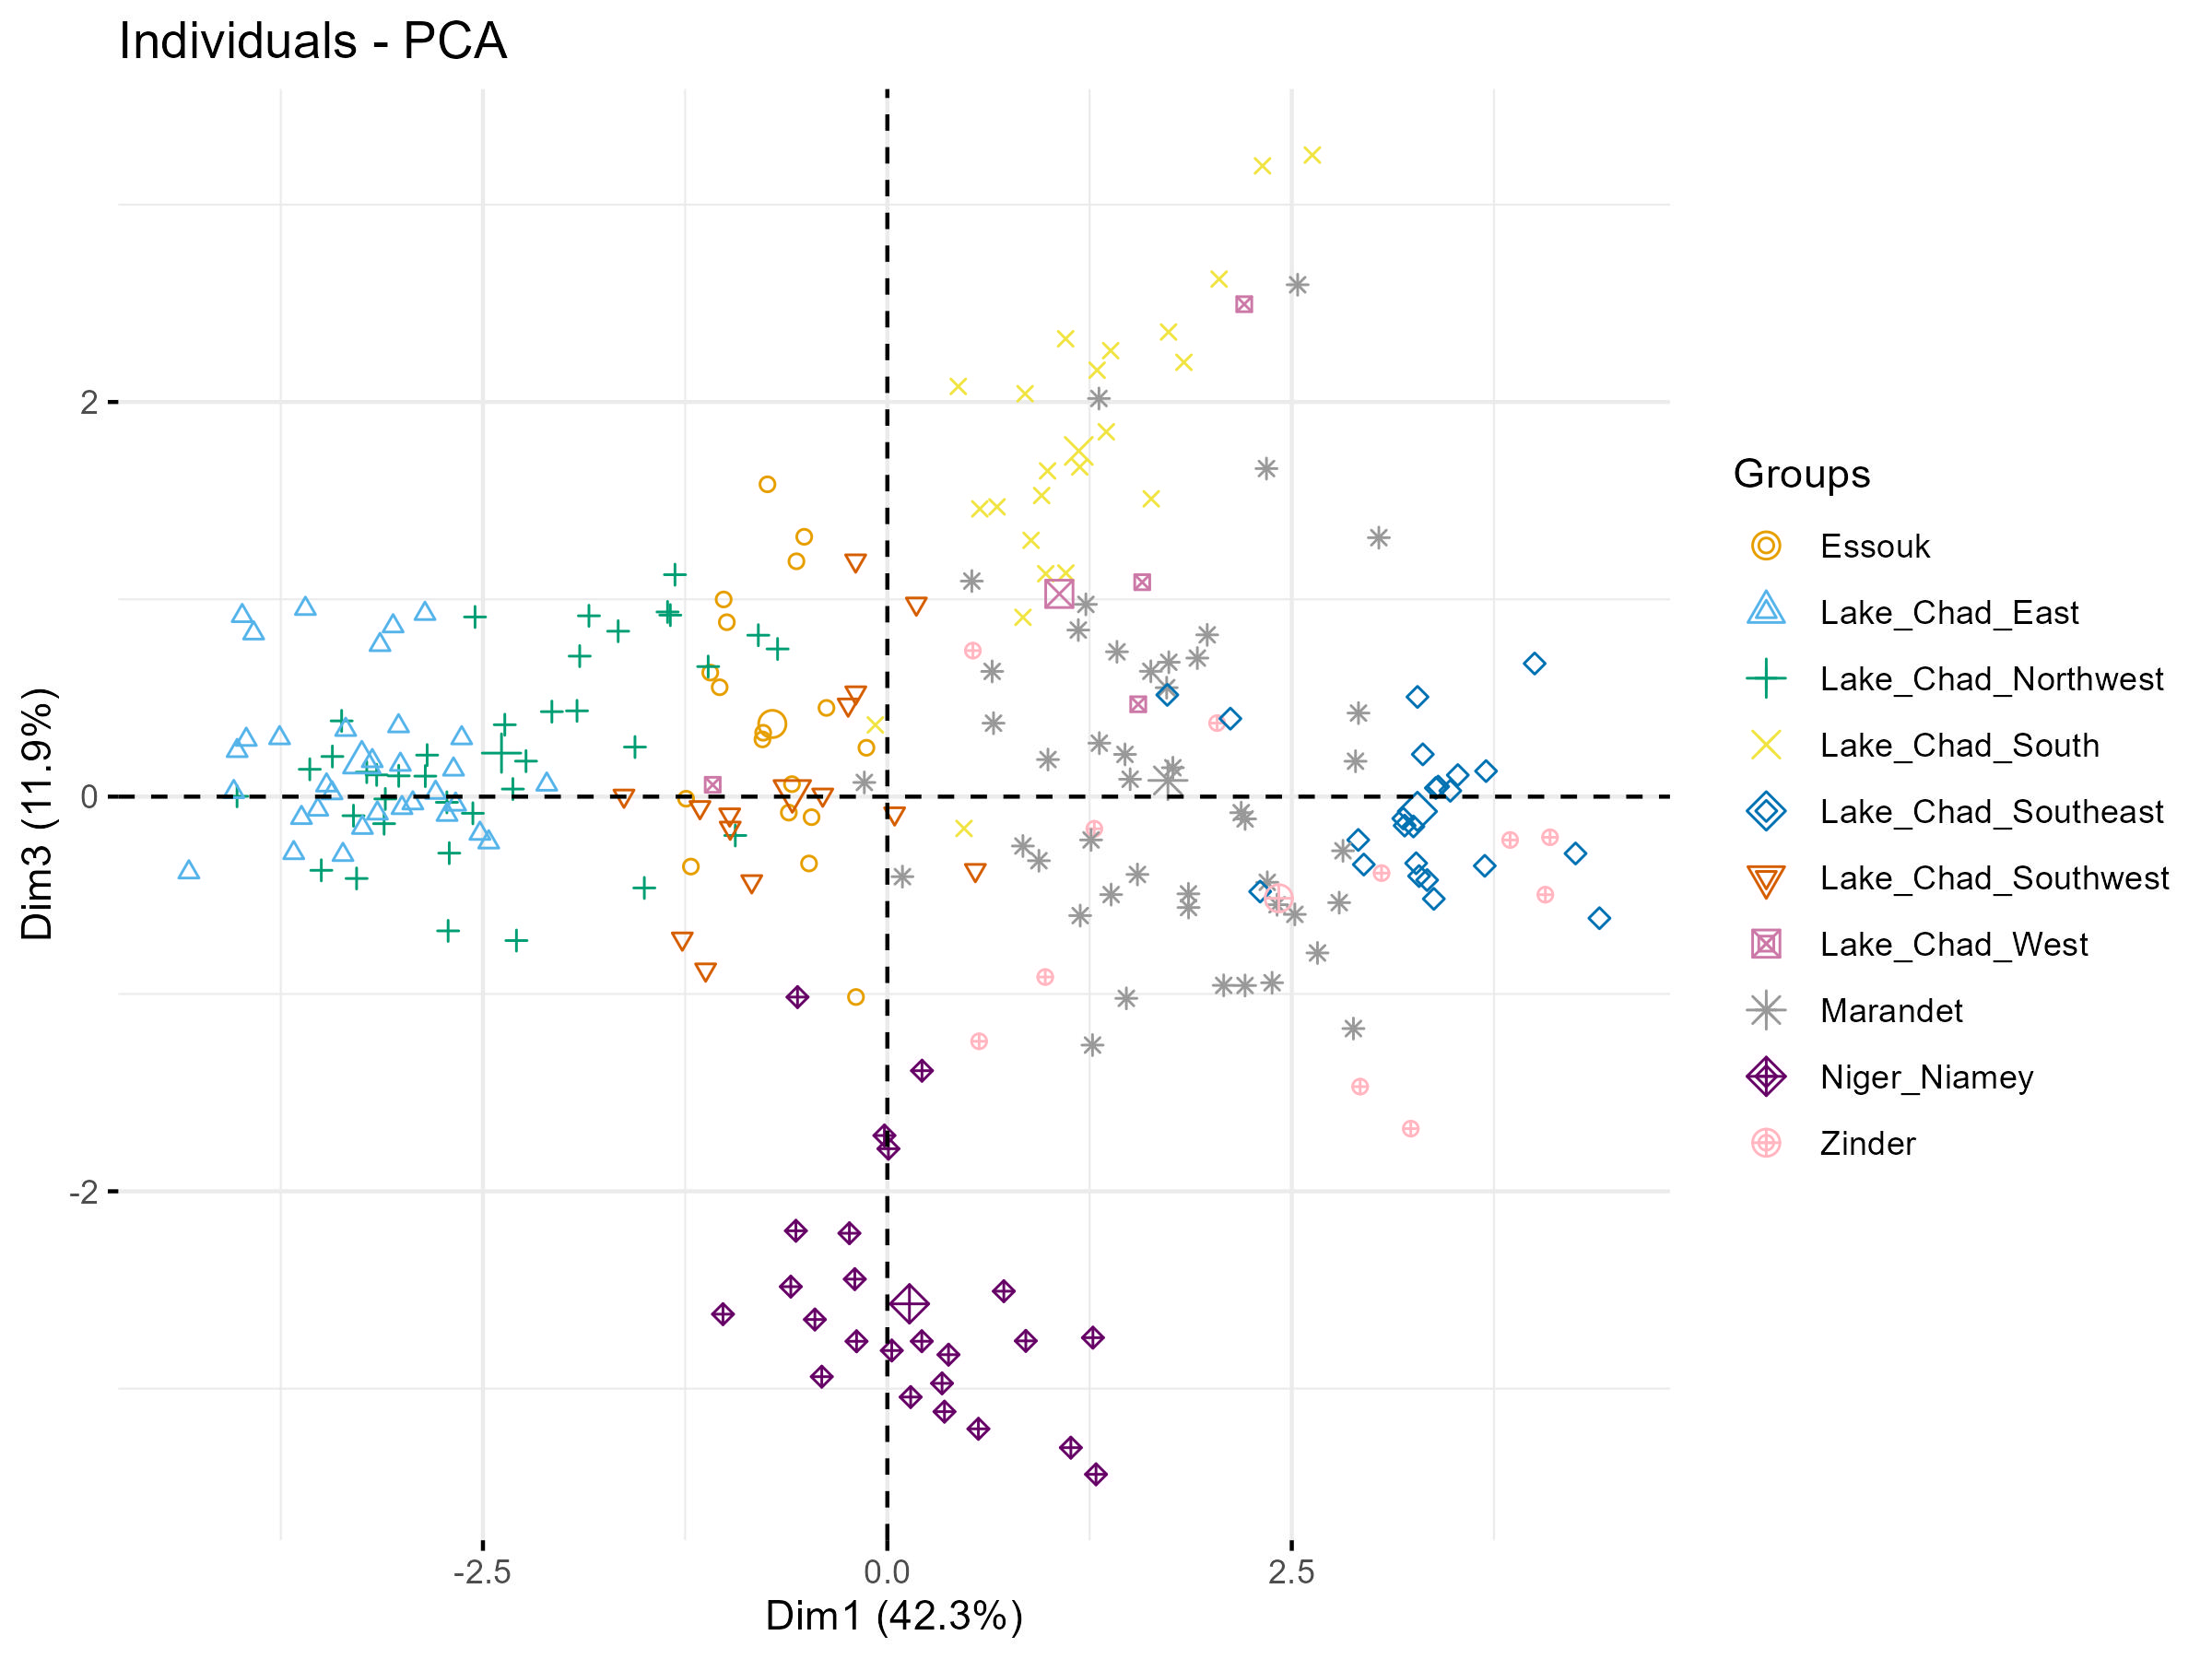 Individuals - PCA
Dim3 (11.9%)
2
0
-2
-2.5
0.0
2.5
Dim1 (42.3%)
Groups
Essouk
Lake_Chad_East
Lake_Chad_Northwest
Lake_Chad_South
Lake_Chad_Southeast
Lake_Chad_Southwest
Lake_Chad_West
Marandet
Niger_Niamey
Zinder